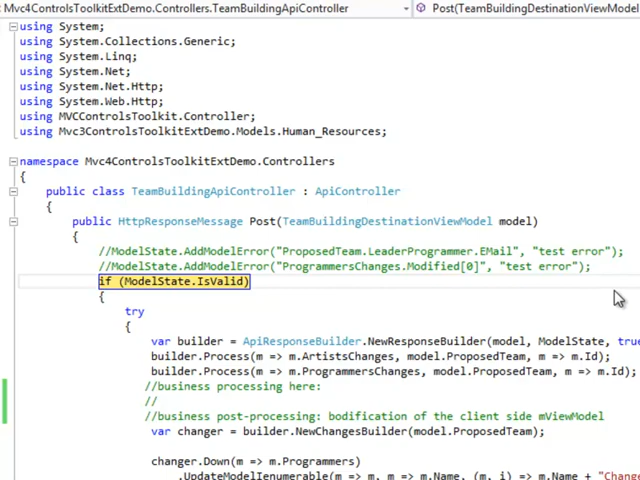 Mvc4ControlsToolkitExtDemo.Controllers.TeamBuildingApiController
Post(TeamBuildingDestinationViewModel
using System;
using System.Collections.Generic;
using System.Linq;
using System.Net;
using System.Net.Http;
using System.Web.Http;
using MVCControlsToolkit.Controller;
using Mvc3ControlsToolkitExtDemo.Models.Human_Resources;
namespace Mvc4ControlsToolkitExtDemo.Controllers
{
public class TeamBuildingApiController : ApiController
{
public HttpResponseMessage Post(TeamBuildingDestinationViewModel model)
{
//ModelState.AddModelError("ProposedTeam.LeaderProgrammer.EMail", "test error");
//ModelState.AddModelError("ProgrammersChanges.Modified[0]", "test error");
if (ModelState.IsValid)
{
try
{
var builder = ApiResponseBuilder.NewResponseBuilder(model, ModelState, true
builder.Process(m => m.ArtistsChanges, model.ProposedTeam, m => m.Id);
builder.Process(m => m.ProgrammersChanges, model.ProposedTeam, m => m.Id);
//business processing here:
//
//business post-processing: bodification of the client side mViewModel
var changer = builder.NewChangesBuilder(model.ProposedTeam);
changer.Down(m => m.Programmers)
.UpdateModelIenumerable(m => m, m => m.Name, (m, i) => m.Name + "Change